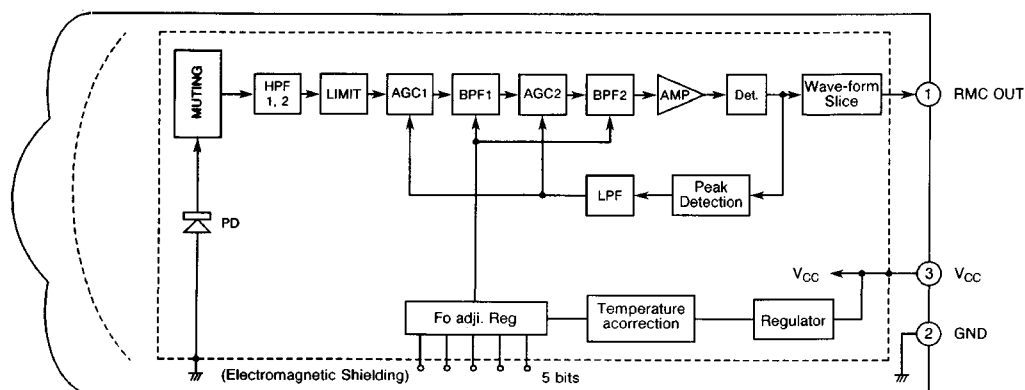 MUTING
HPF
1, 2
LIMIT
AGC1
BPF1
AGC2
BPF2
AMP
Det.
Wave-form
Slice
1
RMC OUT
LPF
Peak
Detection
PD
VCC
3
VCC
Fo adji. Reg
Temperature
acorrection
Regulator
2
GND
(Electromagnetic Shielding)
5 bits